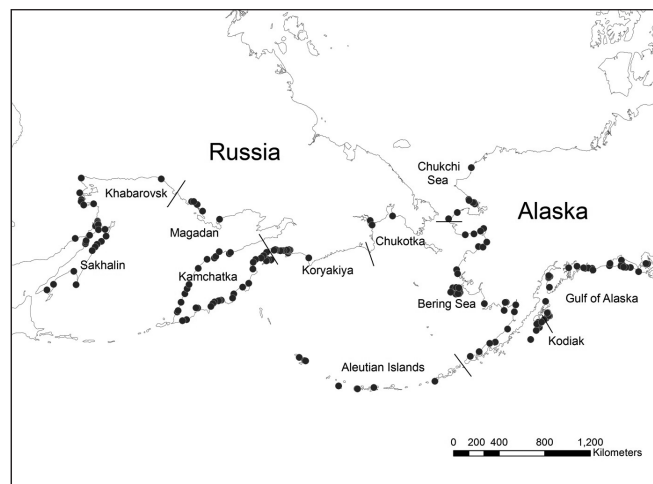 Russia
Chukchi
Sea
Alaska
Khabarovsk
Magadan
Chukotka
Sakhalin
Kamchatka
Koryakiya
Bering Sea
Gulf of Alaska
Kodiak
Aleutian Islands
0 200 400 800 1,200
Kilometers